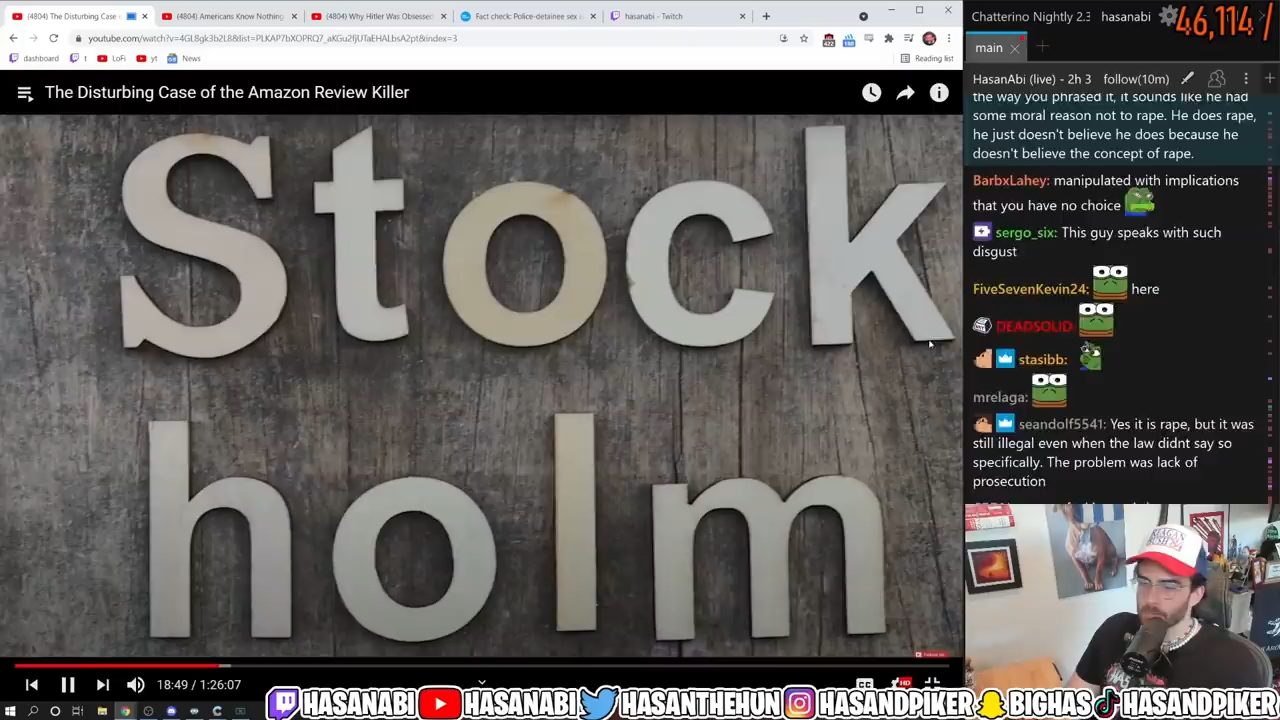 (4804) The Disturbing Case
(4804) Americans Know Nothing
(4804) Why Hitler Was Obsessed
Fact check: Police-detainee sex
hasanabi - Twitch
youtube.com/watch?v=4GL8gk3b2L8&list=PLKAP7bXOPRQ7_aKGu2fjUTaEHALbsA2pt&index=3
dashboard
t
LoFi
yt
News
Reading list
The Disturbing Case of the Amazon Review Killer
Stock
holm
18:49 / 1:26:07
HD
Chatterino Nightly 2.3
hasanabi
46,114 /
main
HasanAbi (live) - 2h 3
follow(10m)
the way you phrased it, it sounds like he had
some moral reason not to rape. He does rape,
he just doesn't believe he does because he
doesn't believe the concept of rape.
BarbxLahey: manipulated with implications
that you have no choice
sergo_six: This guy speaks with such
disgust
FiveSevenKevin24: here
DEADSOLID
stasibb:
mrelaga:
seandolf5541: Yes it is rape, but it was
still illegal even when the law didnt say so
specifically. The problem was lack of
prosecution
HASANABI HASANABI HASANTHEHUN HASANDPIKER BIGHAS HASANDPIKER